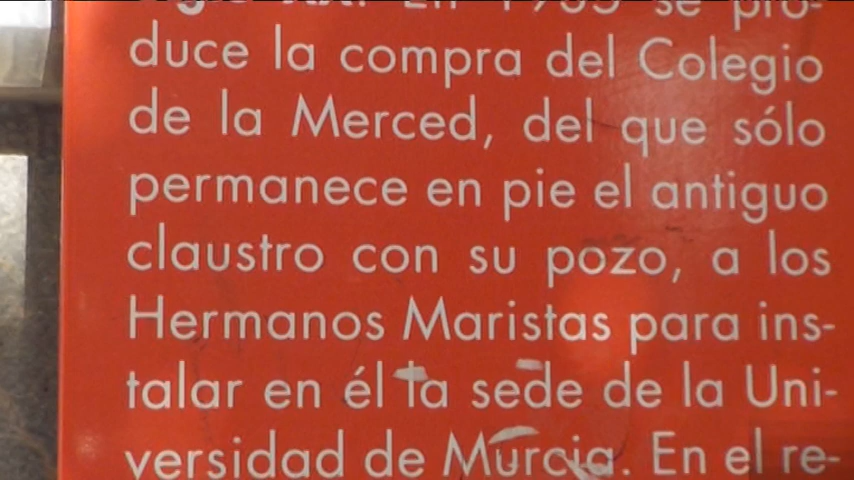 se pro-
duce la compra del Colegio
de la Merced, del que sólo
permanece en pie el antiguo
claustro con su pozo, a los
Hermanos Maristas para ins-
talar en él la sede de la Uni-
versidad de Murcia. En el re-